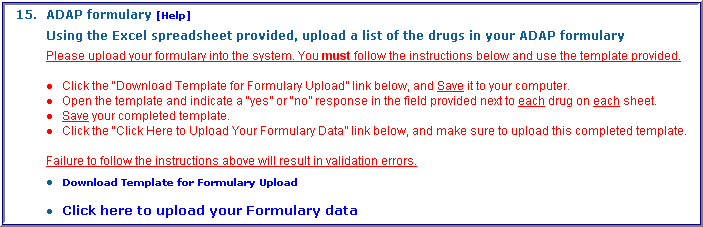 15. ADAP formulary [Help]
Using the Excel spreadsheet provided, upload a list of the drugs in your ADAP formulary
Please upload your formulary into the system. You must follow the instructions below and use the template provided.
● Click the "Download Template for Formulary Upload" link below, and Save it to your computer.
● Open the template and indicate a "yes" or "no" response in the field provided next to each drug on each sheet.
● Save your completed template.
● Click the "Click Here to Upload Your Formulary Data" link below, and make sure to upload this completed template.
Failure to follow the instructions above will result in validation errors.
● Download Template for Formulary Upload
● Click here to upload your Formulary data